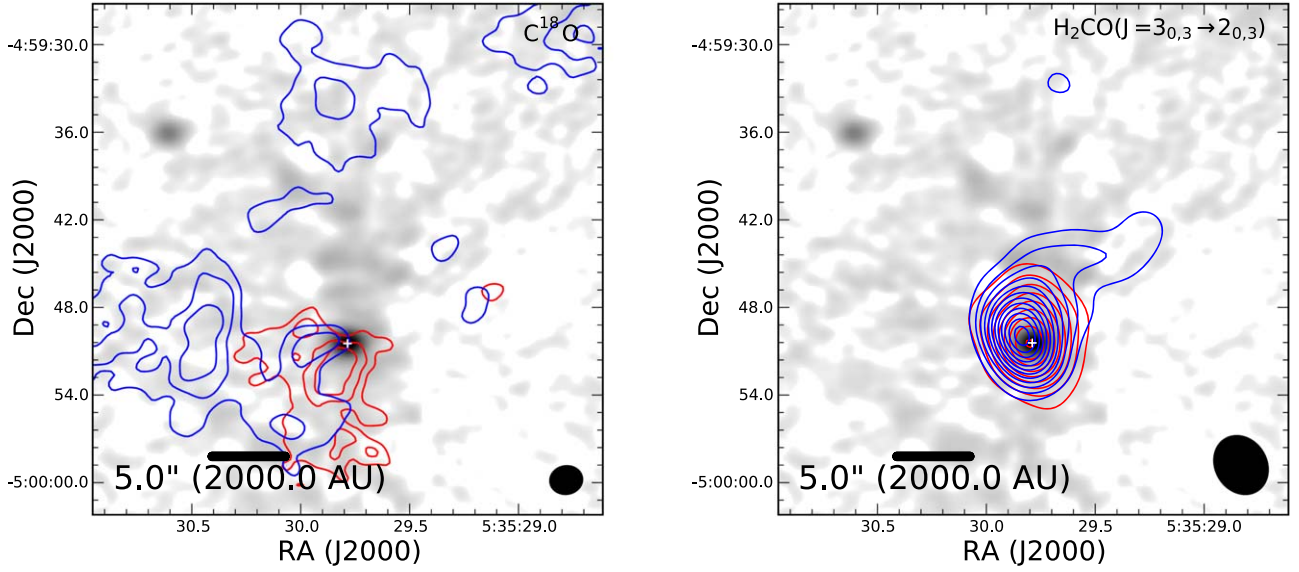 C¹⁸O
-4:59:30.0
36.0
42.0
48.0
54.0
-5:00:00.0
Dec (J2000)
5.0" (2000.0 AU)
30.5
30.0
29.5
5:35:29.0
RA (J2000)
H₂CO(J=3₀,₃→2₀,₃)
-4:59:30.0
36.0
42.0
48.0
54.0
-5:00:00.0
Dec (J2000)
5.0" (2000.0 AU)
30.5
30.0
29.5
5:35:29.0
RA (J2000)